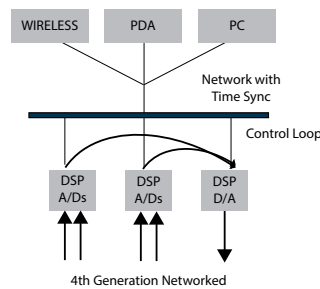 WIRELESS
PDA
PC
Network with
Time Sync
Control Loop
DSP
A/Ds
DSP
A/Ds
DSP
D/A
4th Generation Networked